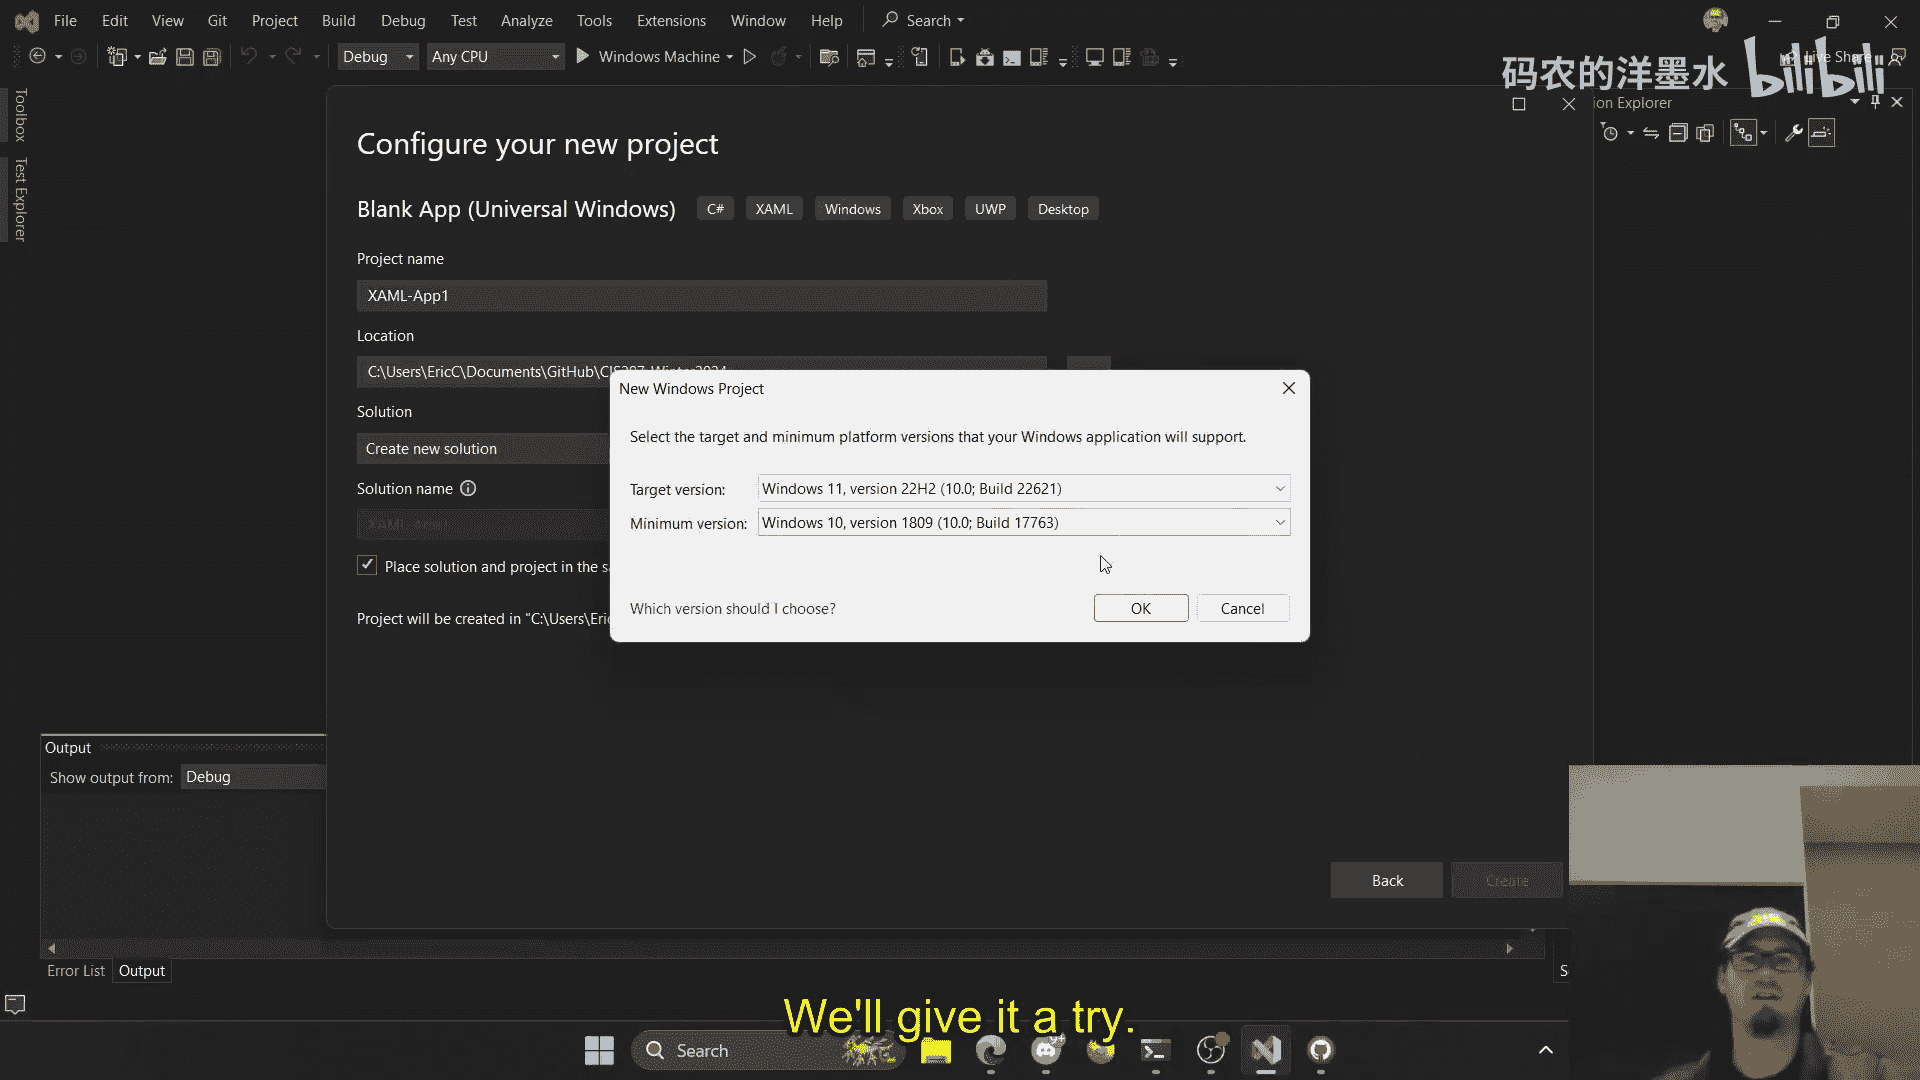 File Edit View Git Project Build Debug Test Analyze Tools Extensions Window Help Search
Debug Any CPU Windows Machine Live Share
码农的洋墨水 bilibili
Toolbox
Test Explorer
ion Explorer
Configure your new project
Blank App (Universal Windows) C# XAML Windows Xbox UWP Desktop
Project name
XAML-App1
Location
C:\Users\EricC\Documents\GitHub\
Solution
Create new solution
Solution name
XAML-App1
Place solution and project in the s
Project will be created in "C:\Users\Eri
New Windows Project
Select the target and minimum platform versions that your Windows application will support.
Target version: Windows 11, version 22H2 (10.0; Build 22621)
Minimum version: Windows 10, version 1809 (10.0; Build 17763)
Which version should I choose?
OK Cancel
Output
Show output from: Debug
Back Create
Error List Output
We'll give it a try.
Search